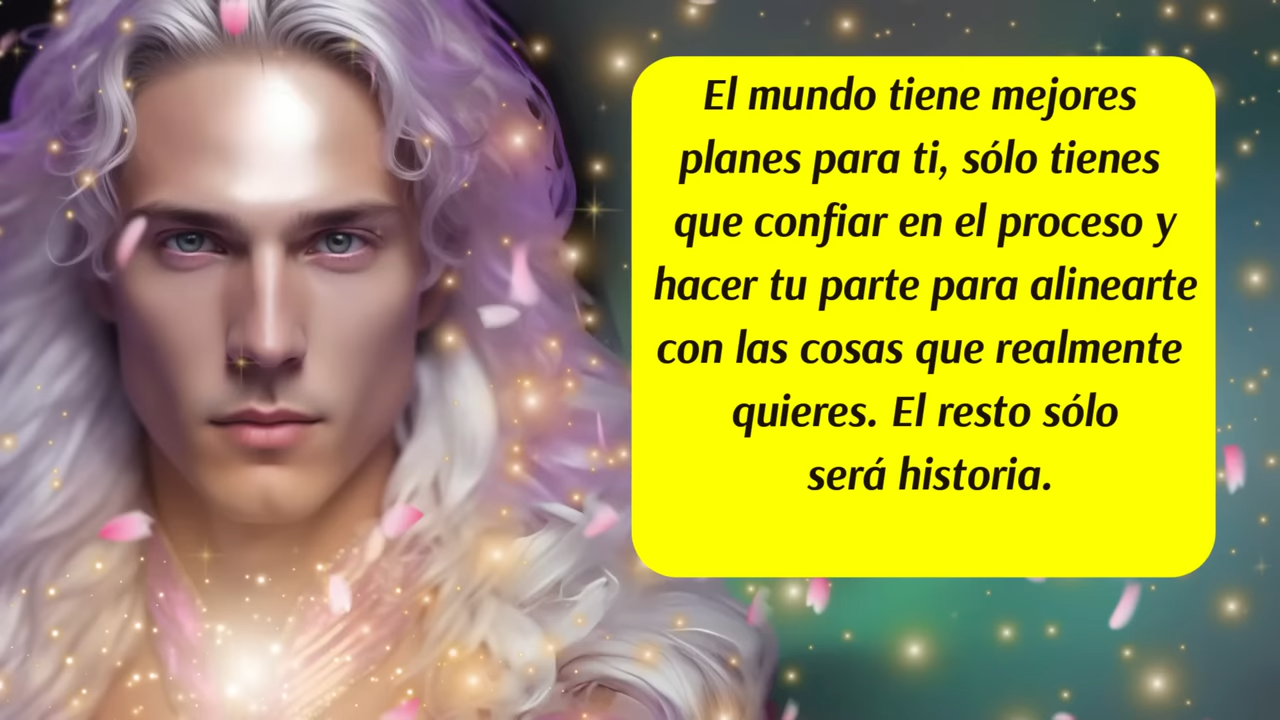 El mundo tiene mejores
planes para ti, sólo tienes
que confiar en el proceso y
hacer tu parte para alinearte
con las cosas que realmente
quieres. El resto sólo
será historia.